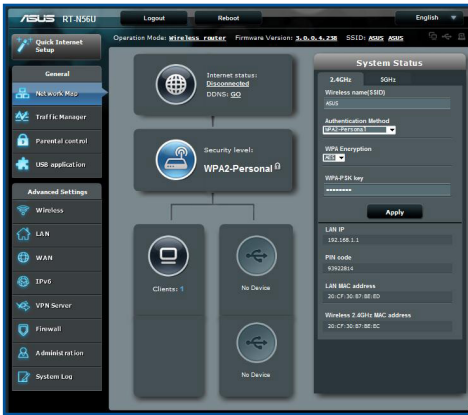 ASUS RT-N56U
Logout
Reboot
English
Quick Internet Setup
Operation Mode: Wireless router Firmware Version: 3.0.0.4.238 SSID: ASUS ASUS
General
Network Map
Traffic Manager
Parental control
USB application
Advanced Settings
Wireless
LAN
WAN
IPv6
VPN Server
Firewall
Administration
System Log
Internet status:
Disconnected
DDNS: GO
Security level:
WPA2-Personal
Clients: 1
No Device
No Device
System Status
2.4GHz
5GHz
Wireless name(SSID)
ASUS
Authentication Method
WPA2-Personal
WPA Encryption
AES
WPA-PSK key
Apply
LAN IP
192.168.1.1
PIN code
93922814
LAN MAC address
20:CF:30:B7:BE:ED
Wireless 2.4GHz MAC address
20:CF:30:B7:BE:EC